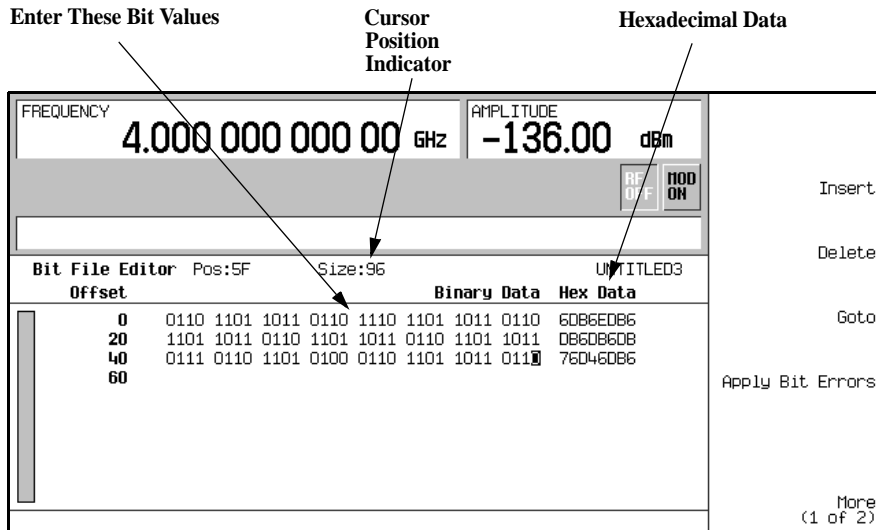 Enter These Bit Values
Cursor
Position
Indicator
Hexadecimal Data
FREQUENCY
4.000 000 000 00 GHz
AMPLITUDE
-136.00 dBm
RF
OFF
MOD
ON
Insert
Delete
Goto
Apply Bit Errors
More
(1 of 2)
Bit File Editor Pos:5F Size:96 UNTITLED3
Offset Binary Data Hex Data
0 0110 1101 1011 0110 1110 1101 1011 0110 6DB6EDB6
20 1101 1011 0110 1101 1011 0110 1101 1011 DB6DB6DB
40 0111 0110 1101 0100 0110 1101 1011 0110 76D46DB6
60